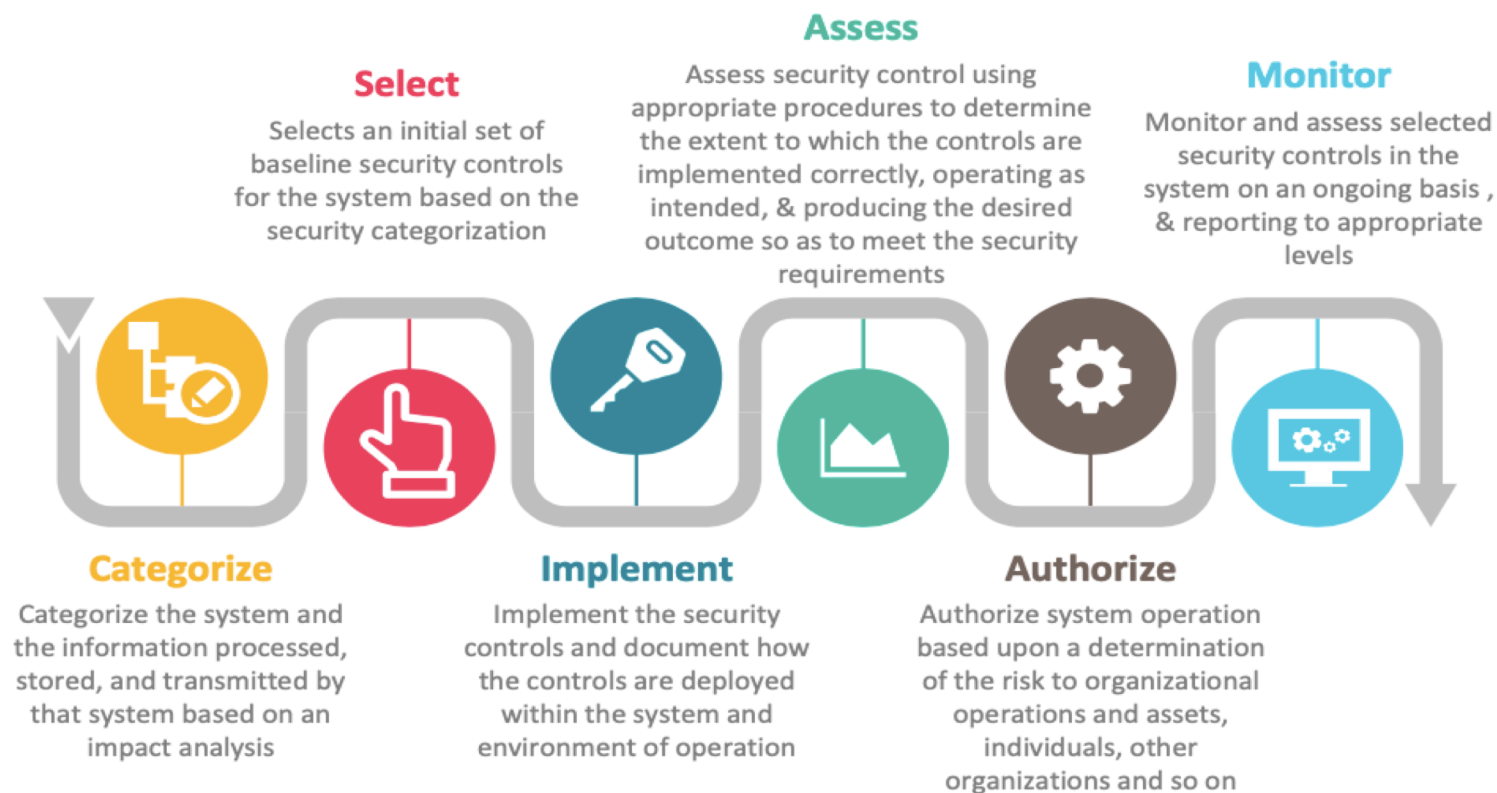 Categorize
Categorize the system and
the information processed,
stored, and transmitted by
that system based on an
impact analysis
Select
Selects an initial set of
baseline security controls
for the system based on the
security categorization
Implement
Implement the security
controls and document how
the controls are deployed
within the system and
environment of operation
Assess
Assess security control using
appropriate procedures to determine
the extent to which the controls are
implemented correctly, operating as
intended, & producing the desired
outcome so as to meet the security
requirements
Authorize
Authorize system operation
based upon a determination
of the risk to organizational
operations and assets,
individuals, other
organizations and so on
Monitor
Monitor and assess selected
security controls in the
system on an ongoing basis ,
& reporting to appropriate
levels